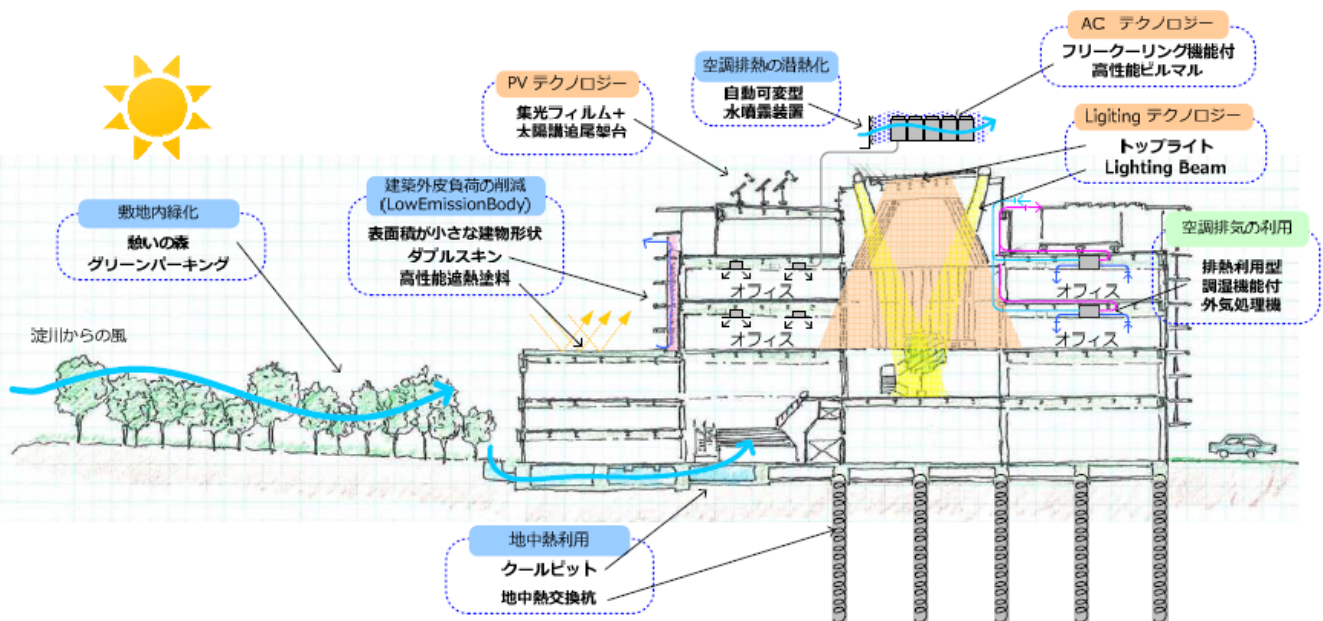 AC テクノロジー
フリークーリング機能付
高性能ビルマル
空調排熱の潜熱化
自動可変型
水噴霧装置
PV テクノロジー
集光フィルム+
太陽講追尾架台
Ligiting テクノロジー
トップライト
Lighting Beam
建築外皮負荷の削減
(LowEmissionBody)
表面積が小さな建物形状
ダブルスキン
高性能遮熱塗料
敷地内緑化
憩いの森
グリーンパーキング
空調排気の利用
排熱利用型
調湿機能付
外気処理機
オフィス
オフィス
オフィス
オフィス
淀川からの風
地中熱利用
クールピット
地中熱交換杭